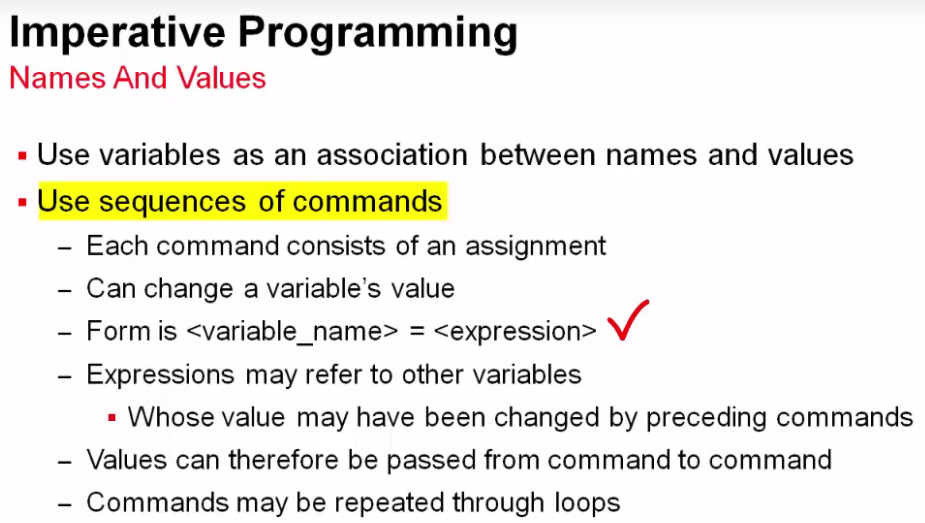 Imperative Programming
Names And Values
▪ Use variables as an association between names and values
▪ Use sequences of commands
– Each command consists of an assignment
– Can change a variable's value
– Form is <variable_name> = <expression>
– Expressions may refer to other variables
▪ Whose value may have been changed by preceding commands
– Values can therefore be passed from command to command
– Commands may be repeated through loops